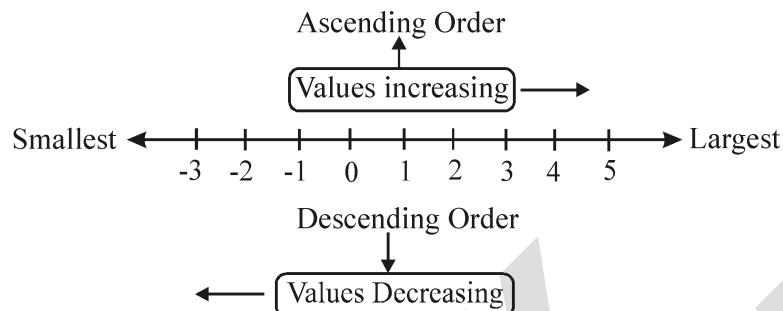 Ascending Order
Values increasing
Smallest Largest
-3 -2 -1 0 1 2 3 4 5
Descending Order
Values Decreasing